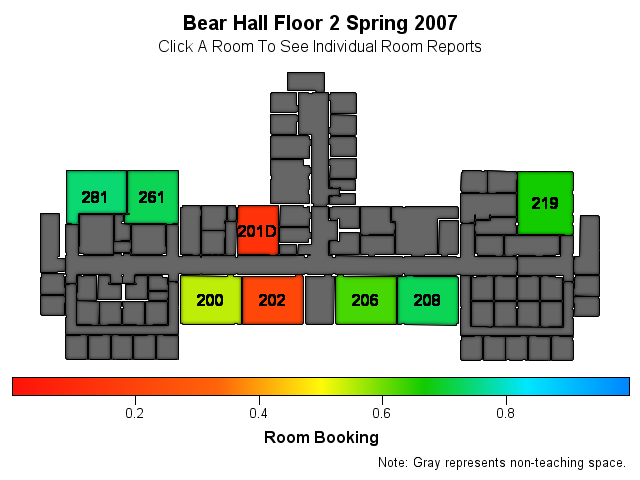 Bear Hall Floor 2 Spring 2007
Click A Room To See Individual Room Reports
281 261
219
201D
200 202 206 208
0.2 0.4 0.6 0.8
Room Booking
Note: Gray represents non-teaching space.